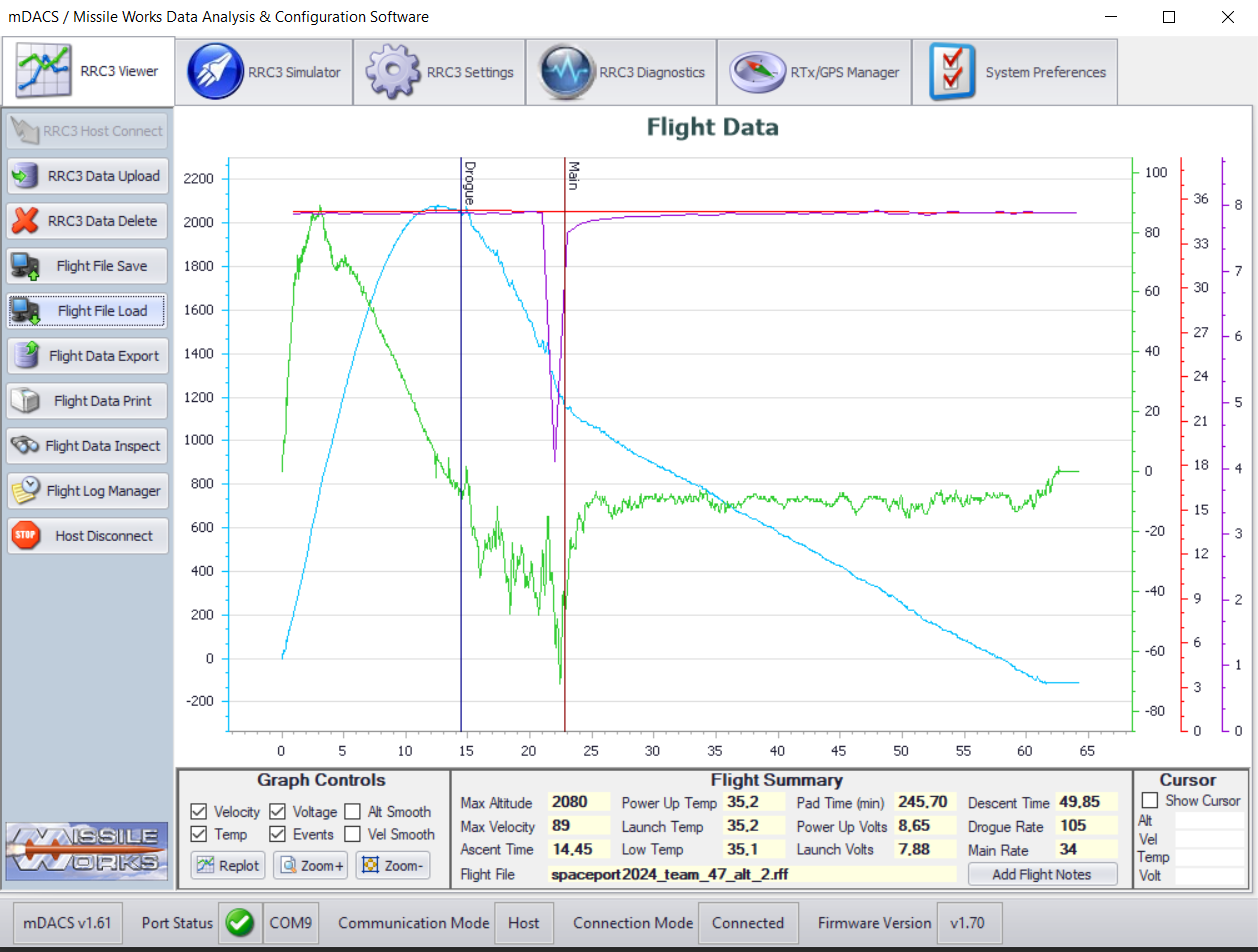 mDACS / Missile Works Data Analysis & Configuration Software
RRC3 Viewer RRC3 Simulator RRC3 Settings RRC3 Diagnostics RTx/GPS Manager System Preferences
RRC3 Host Connect
RRC3 Data Upload
RRC3 Data Delete
Flight File Save
Flight File Load
Flight Data Export
Flight Data Print
Flight Data Inspect
Flight Log Manager
STOP Host Disconnect
MISSILE
WORKS
Flight Data
2200
2000
1800
1600
1400
1200
1000
800
600
400
200
0
-200
Drogue
Main
100
80
60
40
20
0
-20
-40
-60
-80
36
33
30
27
24
21
18
15
12
9
6
3
0
8
7
6
5
4
3
2
1
0
0 5 10 15 20 25 30 35 40 45 50 55 60 65
Graph Controls
Velocity Voltage Alt Smooth
Temp Events Vel Smooth
Replot Zoom+ Zoom-
Flight Summary
Max Altitude 2080 Power Up Temp 35,2 Pad Time (min) 245,70 Descent Time 49,85
Max Velocity 89 Launch Temp 35,2 Power Up Volts 8,65 Drogue Rate 105
Ascent Time 14,45 Low Temp 35,1 Launch Volts 7,88 Main Rate 34
Flight File spaceport2024_team_47_alt_2.rff Add Flight Notes
Cursor
Show Cursor
Alt
Vel
Temp
Volt
mDACS v1.61 Port Status COM9 Communication Mode Host Connection Mode Connected Firmware Version v1.70